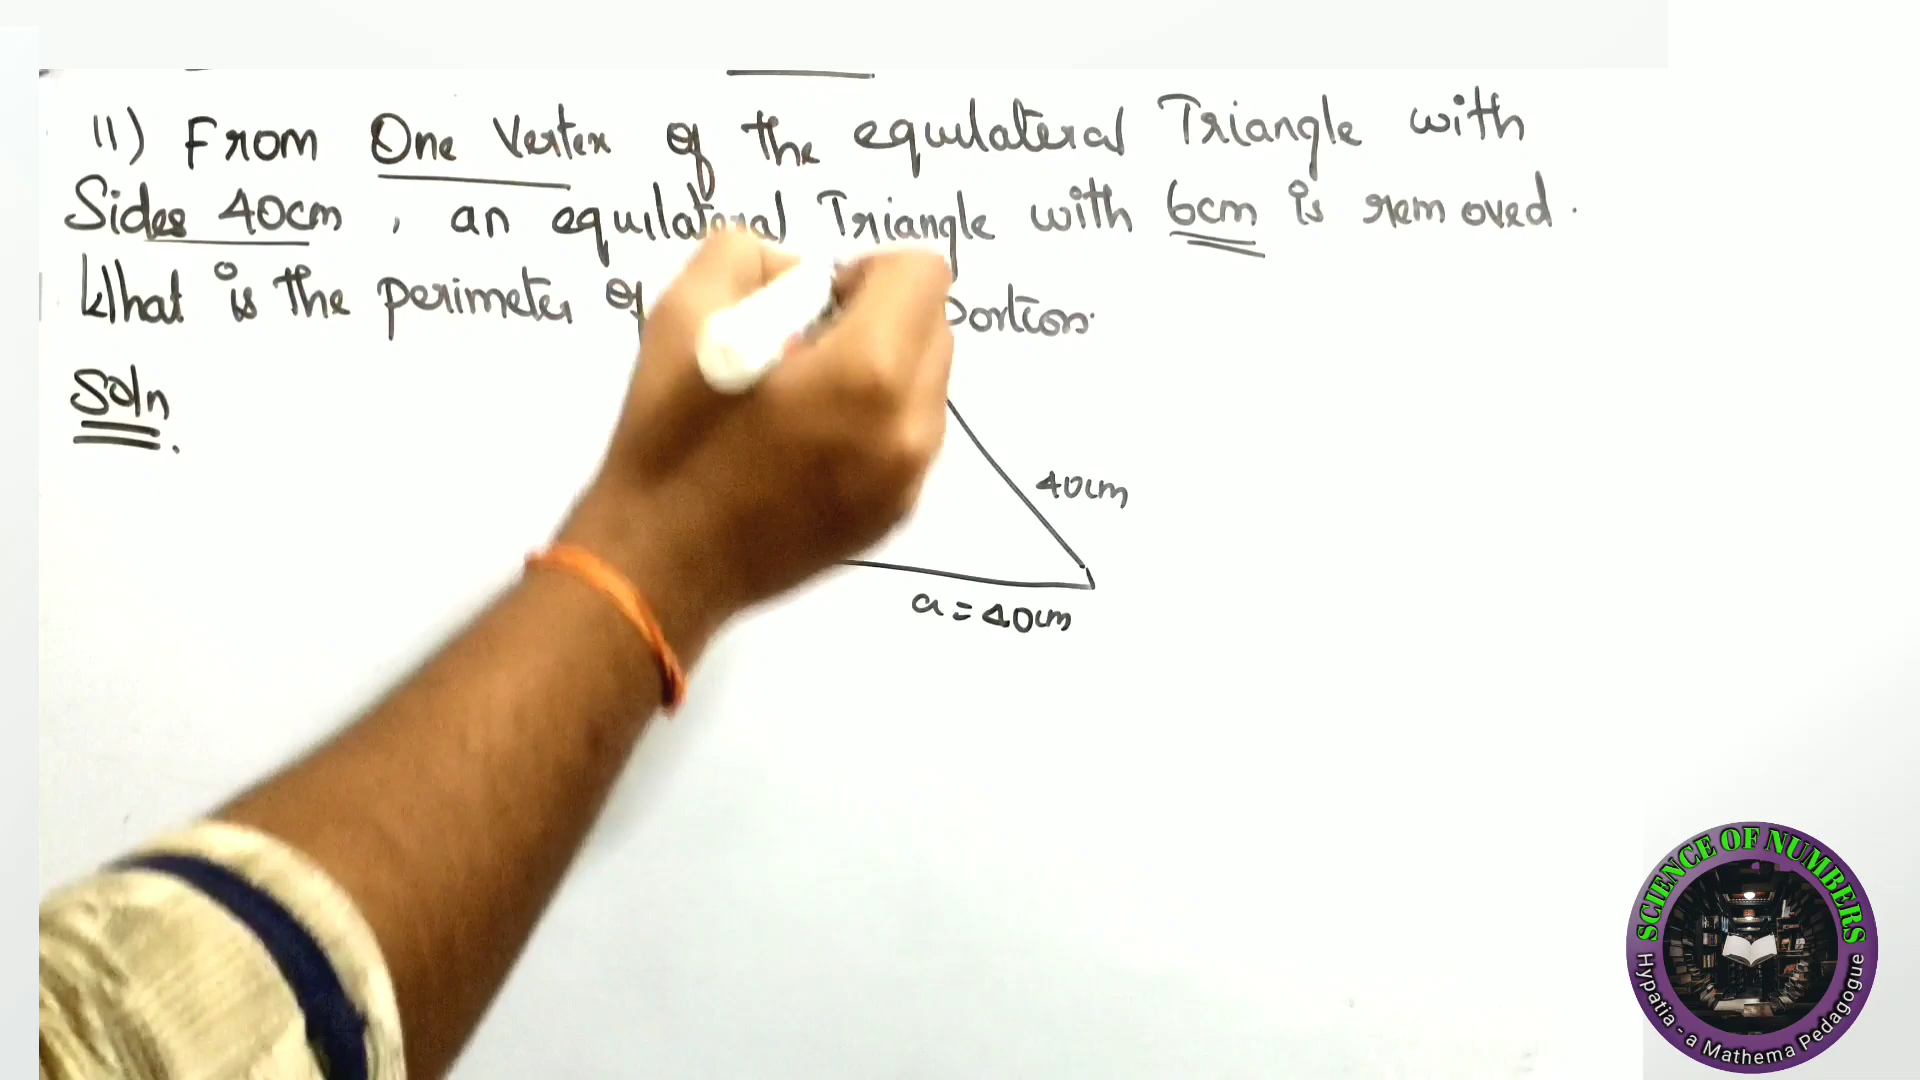 11) From One Vertex of the equilateral Triangle with
Sides 40cm, an equilateral Triangle with 6cm is removed.
What is the perimeter of portion.
Soln.
40cm
a = 40cm
SCIENCE OF NUMBERS
Hypatia - a Mathema Pedagogue